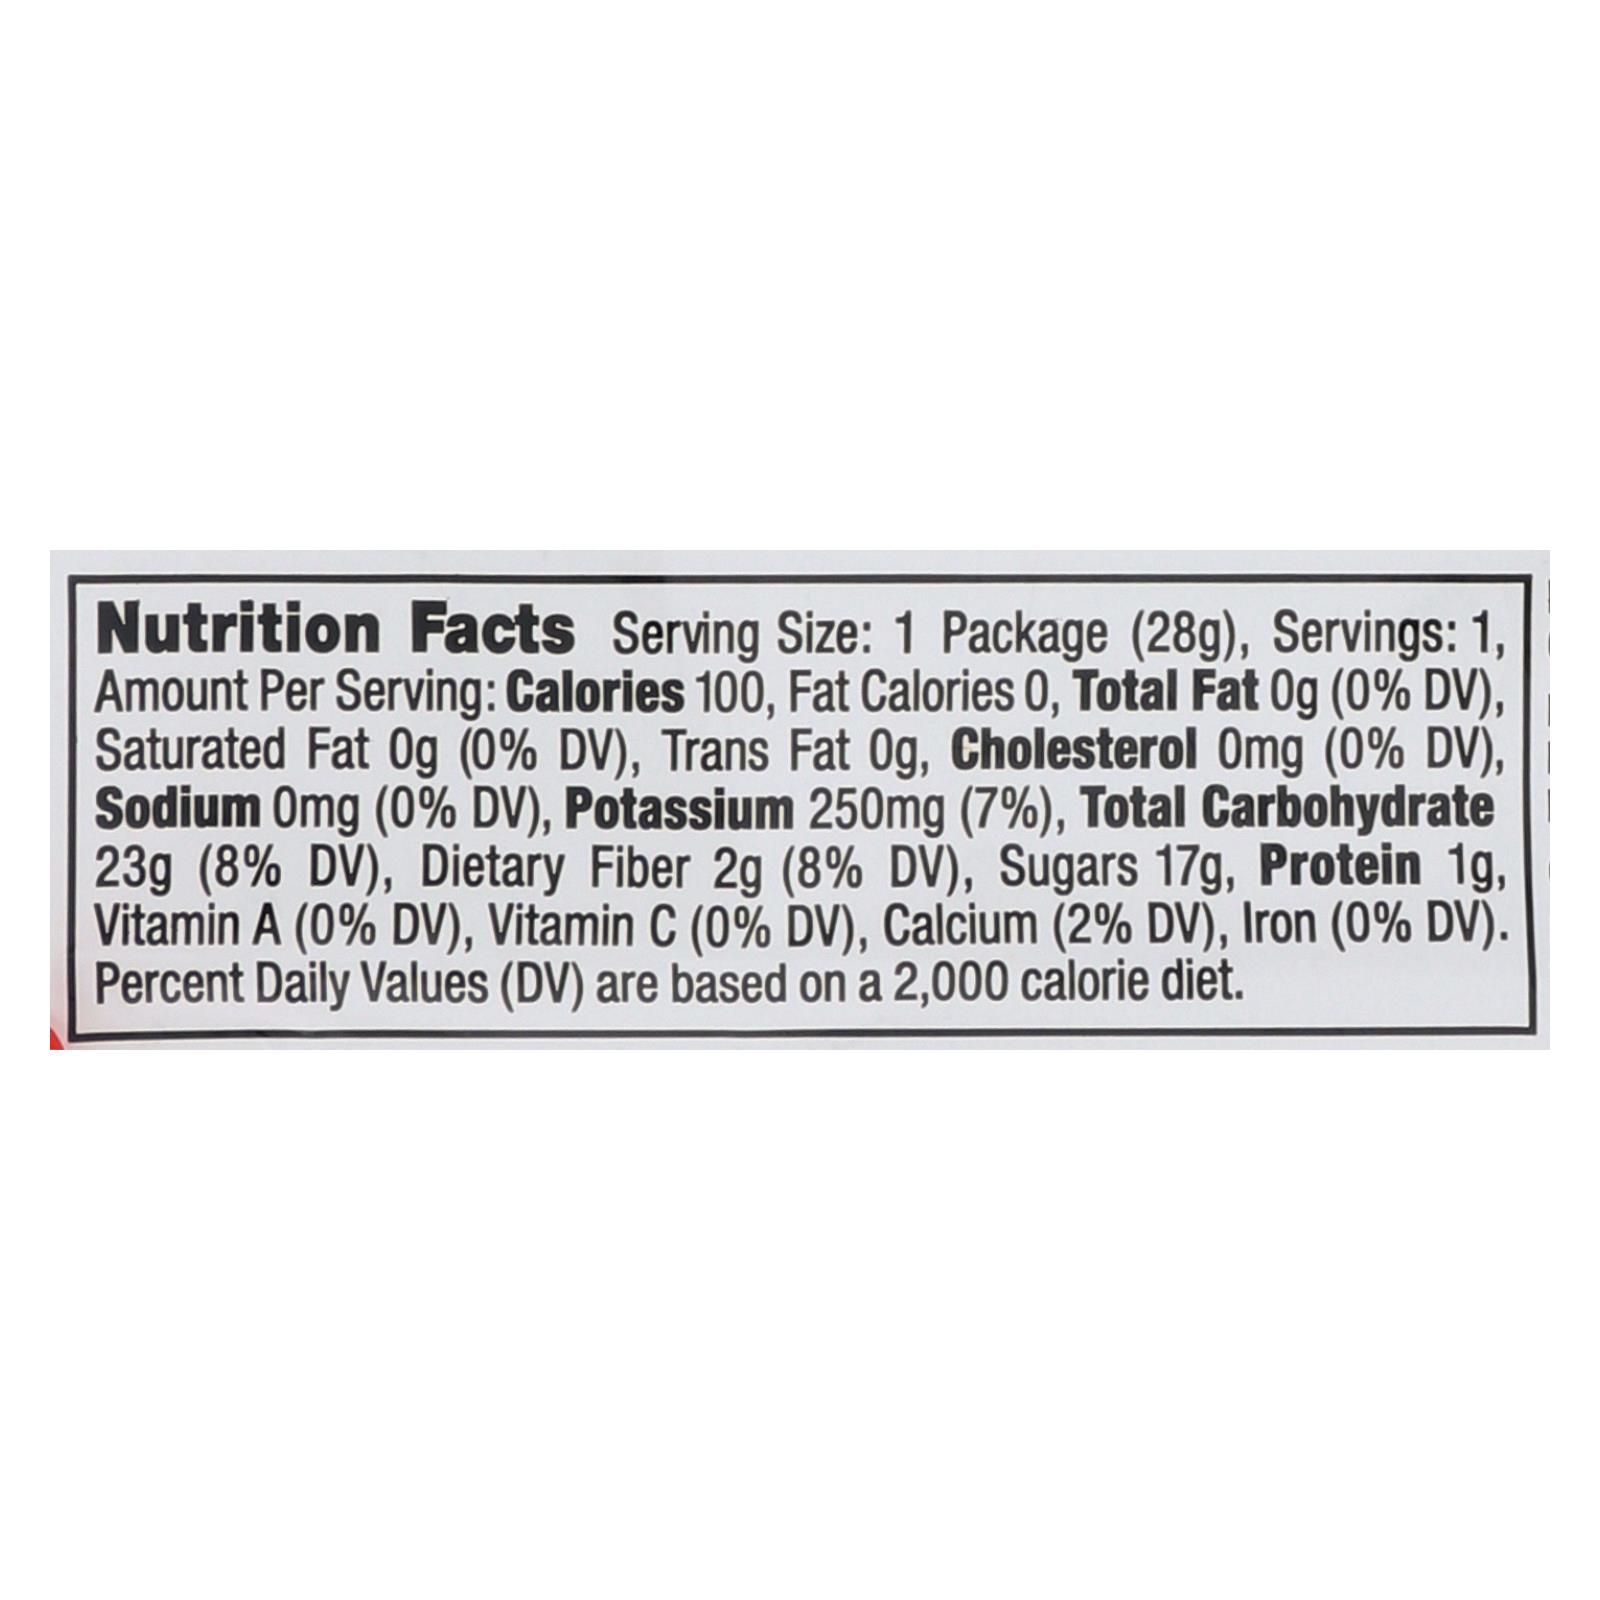 Nutrition Facts Serving Size: 1 Package (28g), Servings: 1,
Amount Per Serving: Calories 100, Fat Calories 0, Total Fat 0g (0% DV),
Saturated Fat 0g (0% DV), Trans Fat 0g, Cholesterol 0mg (0% DV),
Sodium 0mg (0% DV), Potassium 250mg (7%), Total Carbohydrate
23g (8% DV), Dietary Fiber 2g (8% DV), Sugars 17g, Protein 1g,
Vitamin A (0% DV), Vitamin C (0% DV), Calcium (2% DV), Iron (0% DV).
Percent Daily Values (DV) are based on a 2,000 calorie diet.